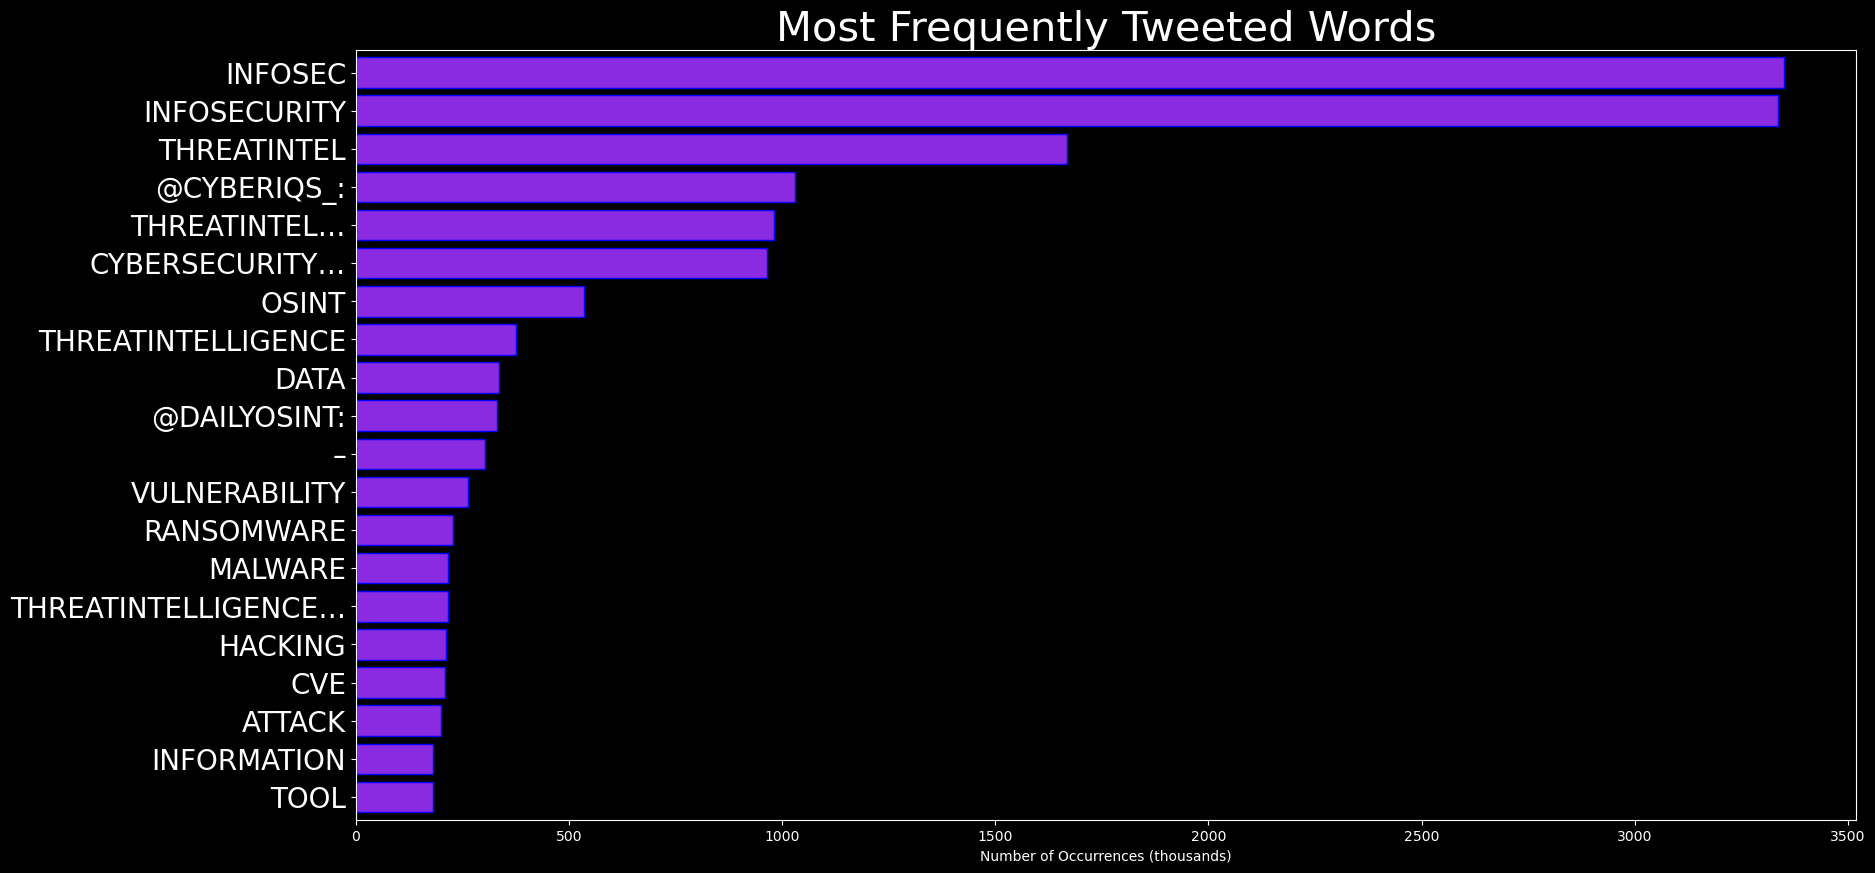 Most Frequently Tweeted Words
INFOSEC
INFOSECURITY
THREATINTEL
@CYBERIQS_:
THREATINTEL…
CYBERSECURITY…
OSINT
THREATINTELLIGENCE
DATA
@DAILYOSINT:
–
VULNERABILITY
RANSOMWARE
MALWARE
THREATINTELLIGENCE…
HACKING
CVE
ATTACK
INFORMATION
TOOL
0 500 1000 1500 2000 2500 3000 3500
Number of Occurrences (thousands)